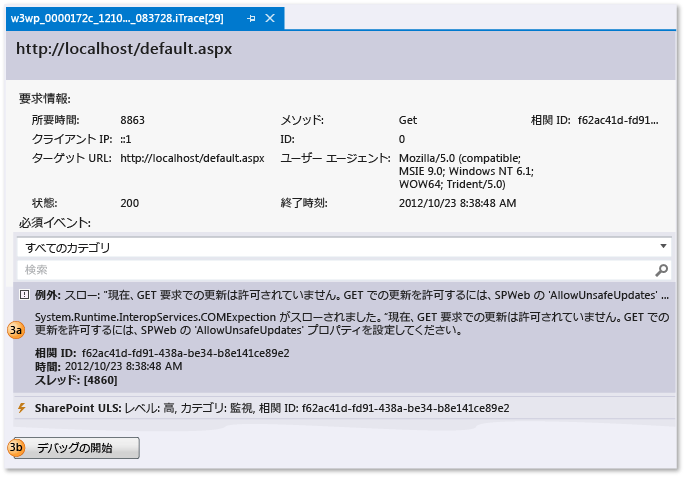 w3wp_0000172c_1210..._083728.iTrace[29]
http://localhost/default.aspx
要求情報:
所要時間: 8863 メソッド: Get 相関 ID: f62ac41d-fd91...
クライアント IP: ::1 ID: 0
ターゲット URL: http://localhost/default.aspx ユーザー エージェント: Mozilla/5.0 (compatible;
MSIE 9.0; Windows NT 6.1;
WOW64; Trident/5.0)
状態: 200 終了時刻: 2012/10/23 8:38:48 AM
必須イベント:
すべてのカテゴリ
検索
例外: スロー: "現在、GET 要求での更新は許可されていません。GET での更新を許可するには、SPWeb の 'AllowUnsafeUpdates' ...
System.Runtime.InteropServices.COMExpection がスローされました。"現在、GET 要求での更新は許可されていません。GET での
3a 更新を許可するには、SPWeb の 'AllowUnsafeUpdates' プロパティを設定してください。
相関 ID: f62ac41d-fd91-438a-be34-b8e141ce89e2
時間: 2012/10/23 8:38:48 AM
スレッド: [4860]
SharePoint ULS: レベル: 高, カテゴリ: 監視, 相関 ID: f62ac41d-fd91-438a-be34-b8e141ce89e2
3b デバッグの開始